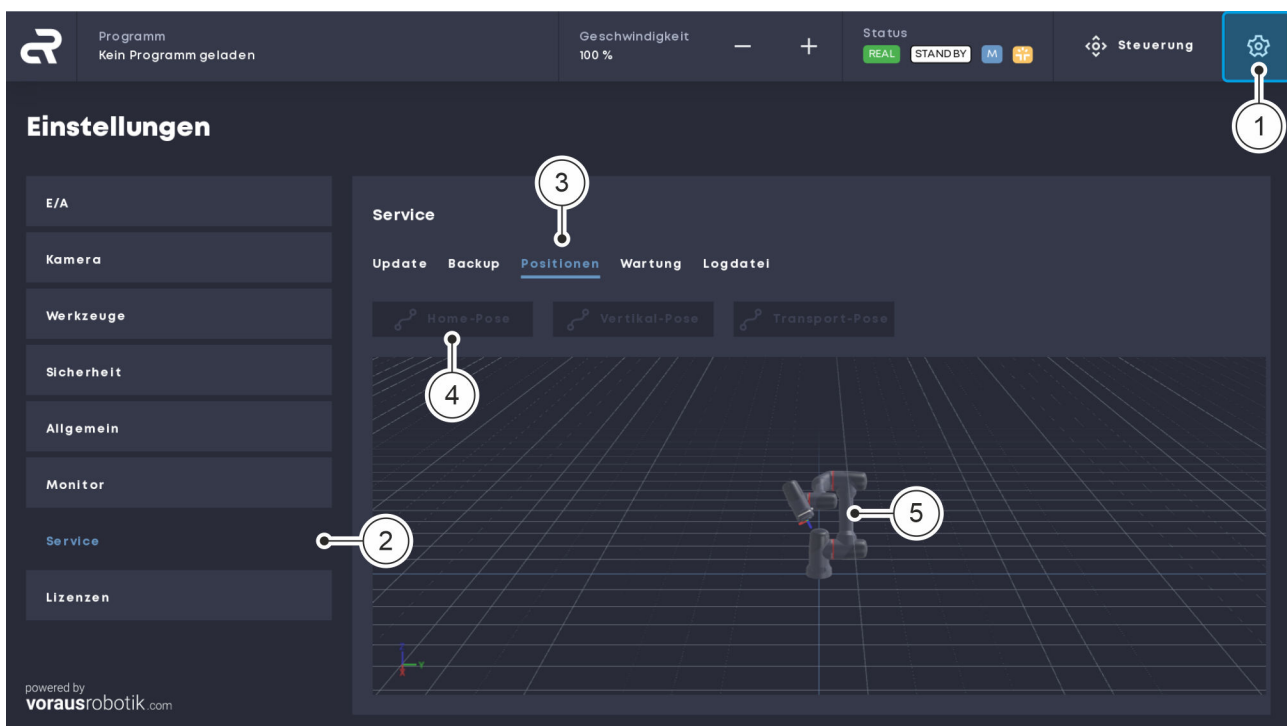 Programm
Kein Programm geladen
Geschwindigkeit
100 %
Status
REAL STANDBY M
Steuerung
1
Einstellungen
E/A
Kamera
Werkzeuge
Sicherheit
Allgemein
Monitor
Service
Lizenzen
2
3
Service
Update Backup Positionen Wartung Logdatei
Home-Pose Vertikal-Pose Transport-Pose
4
5
Z
Y
X
powered by
vorausrobotik.com